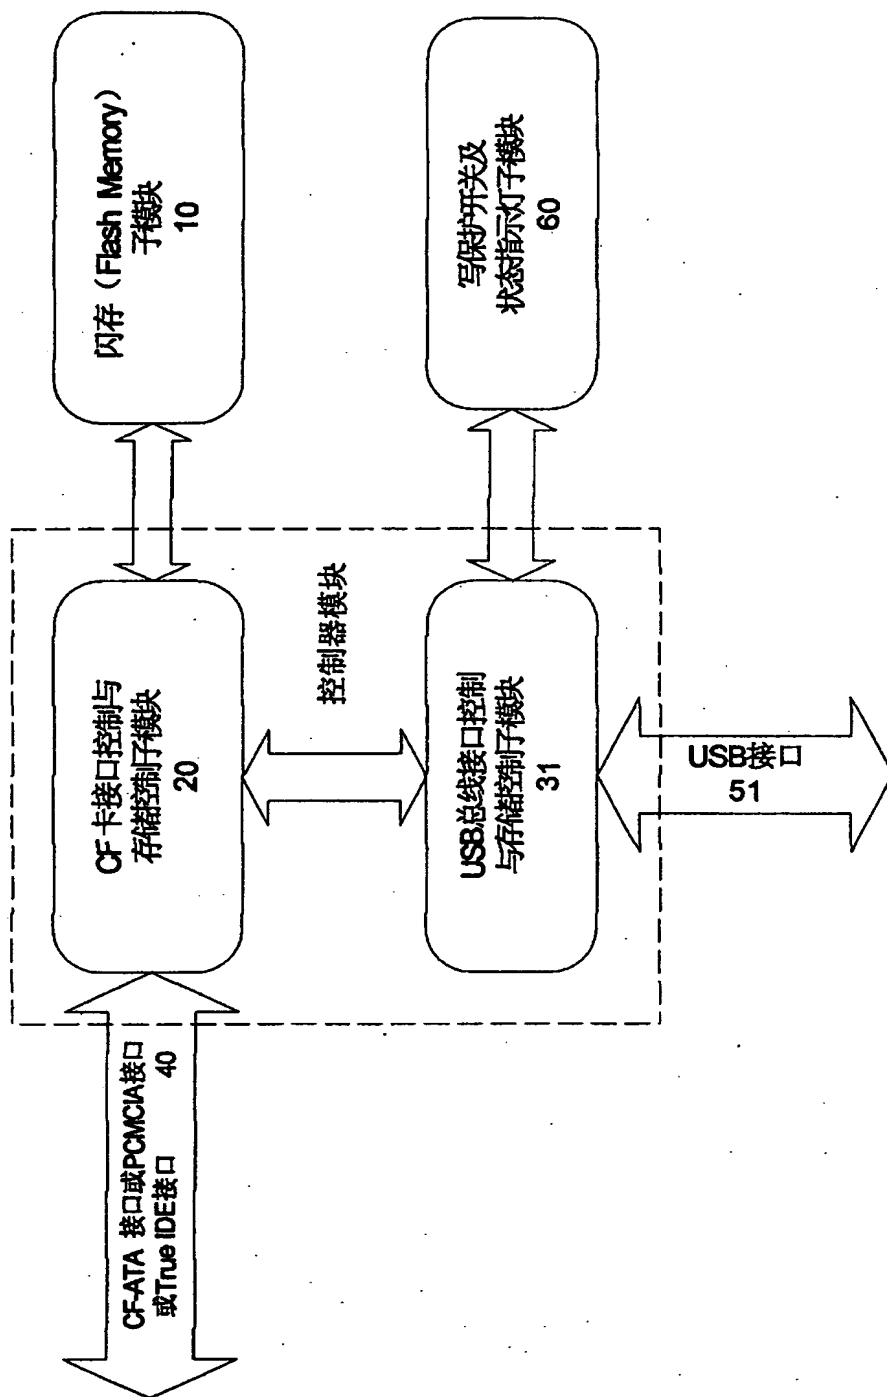 闪存（Flash Memory）
子模块
10
写保护开关及
状态指示灯子模块
60
CF 卡接口控制与
存储控制子模块
20
控制器模块
USB总线接口控制
与存储控制子模块
31
CF-ATA 接口或PCMCIA接口
或True IDE接口 40
USB接口
51